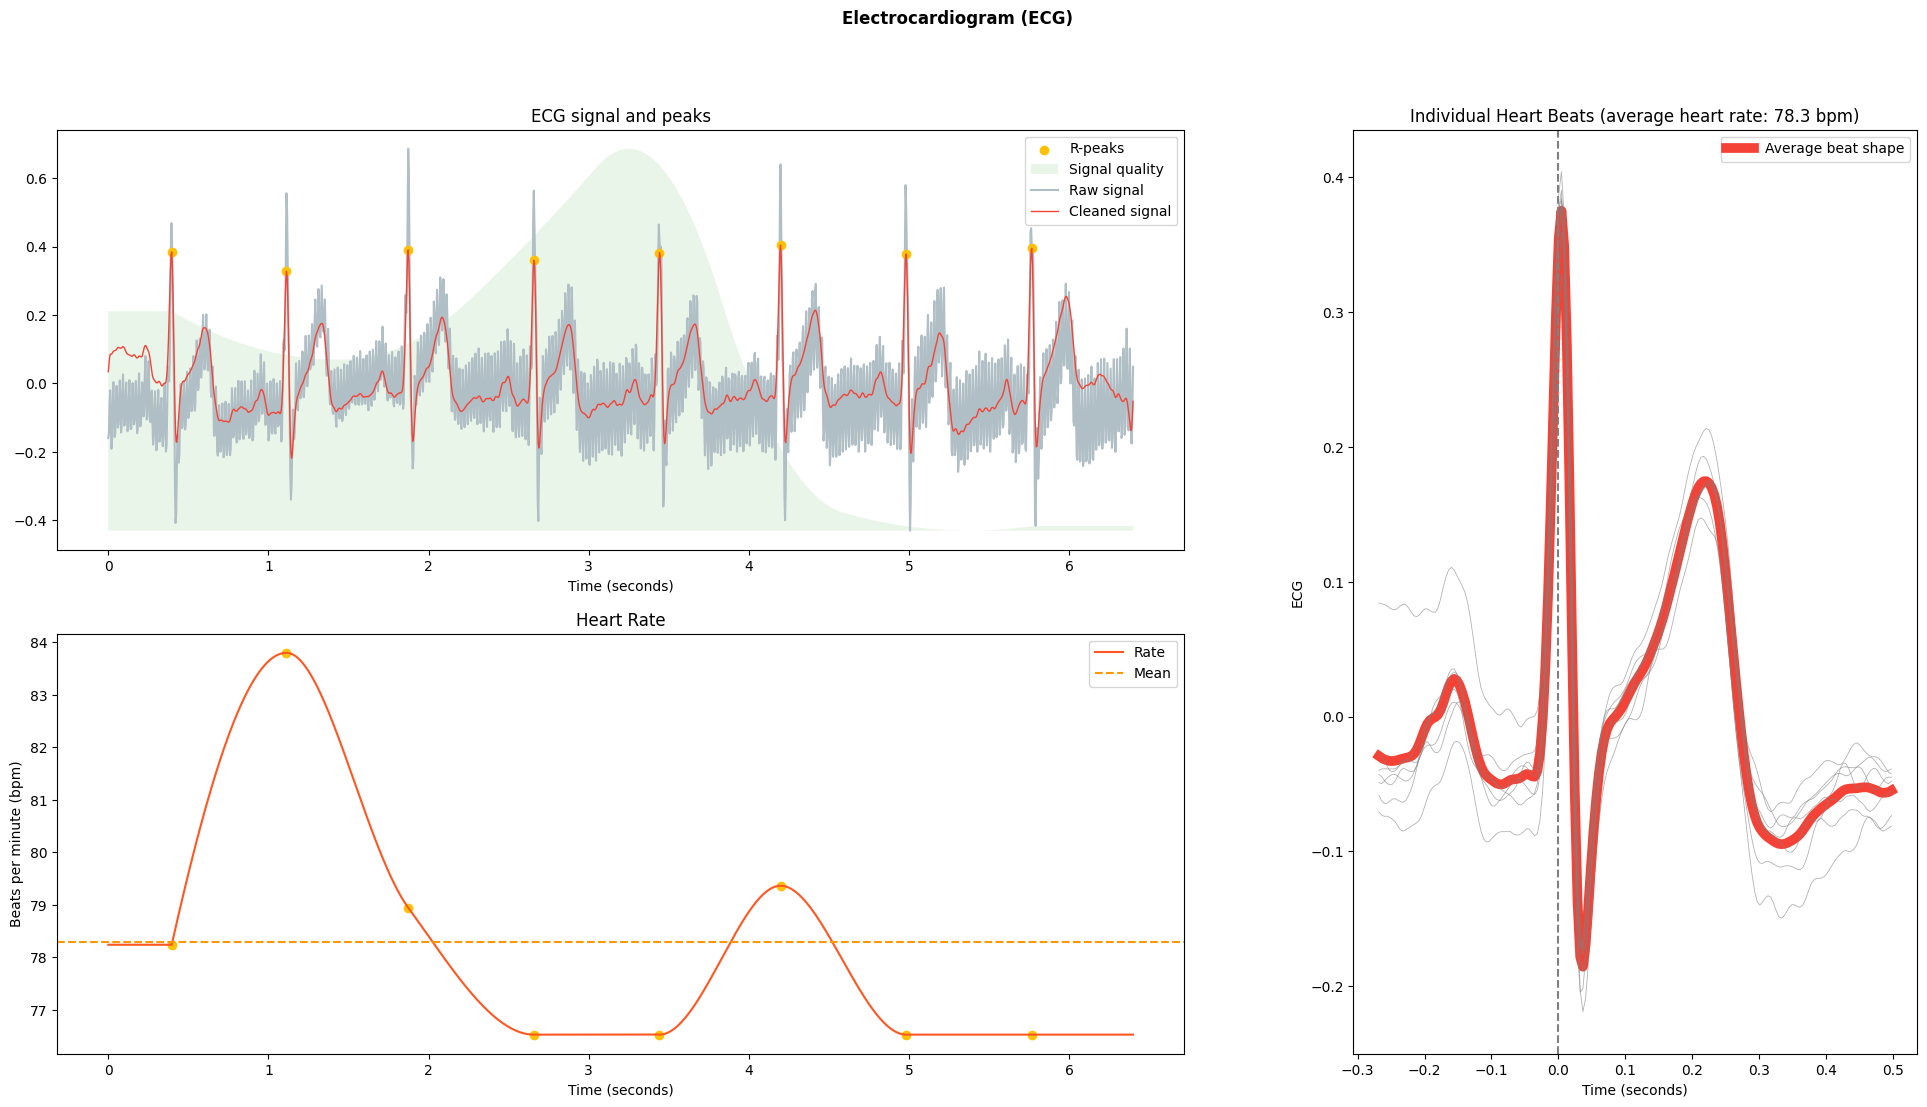 Electrocardiogram (ECG)
ECG signal and peaks
R-peaks
Signal quality
Raw signal
Cleaned signal
0.6
0.4
0.2
0.0
−0.2
−0.4
0 1 2 3 4 5 6
Time (seconds)
Heart Rate
Rate
Mean
84
83
82
81
80
79
78
77
Beats per minute (bpm)
0 1 2 3 4 5 6
Time (seconds)
Individual Heart Beats (average heart rate: 78.3 bpm)
Average beat shape
0.4
0.3
0.2
0.1
0.0
−0.1
−0.2
ECG
−0.3 −0.2 −0.1 0.0 0.1 0.2 0.3 0.4 0.5
Time (seconds)